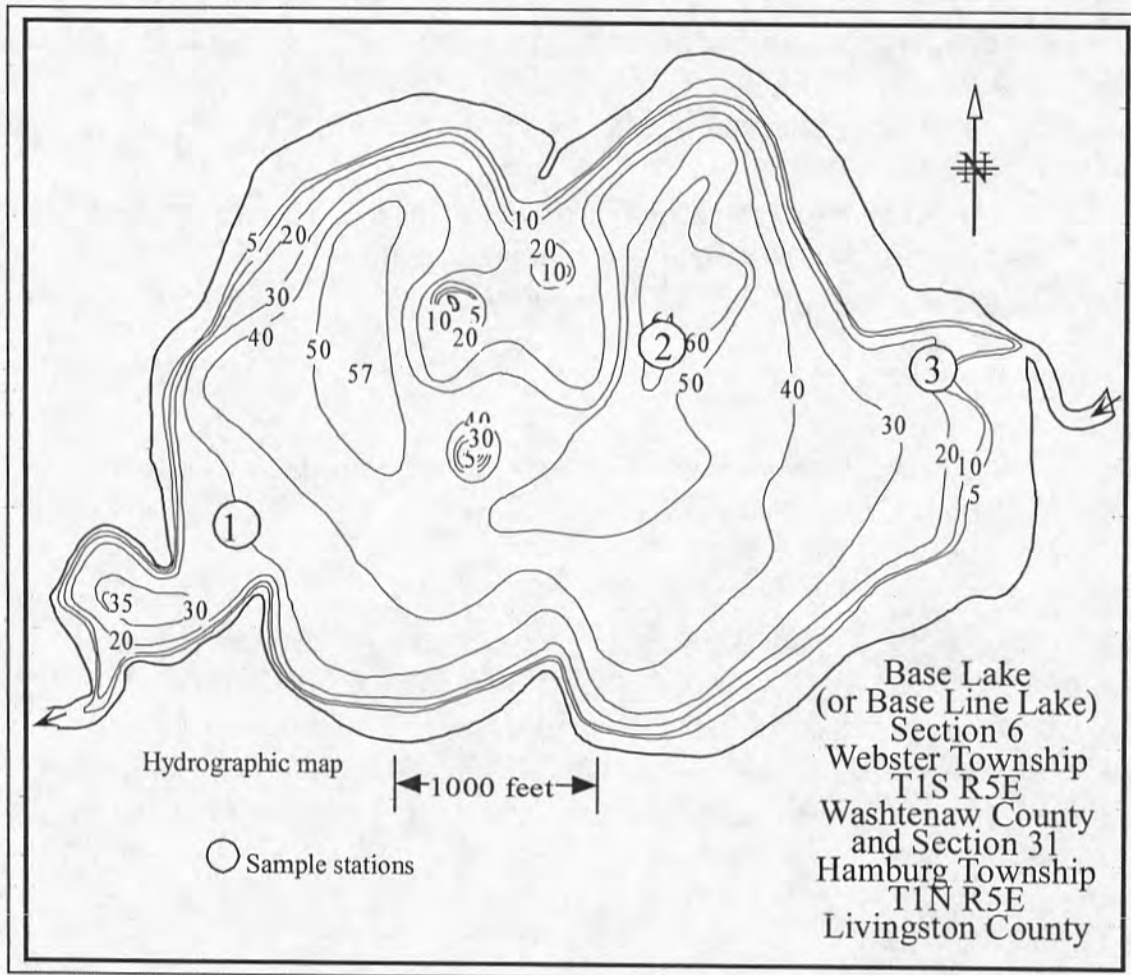 N
10
5
20
20
10
30
5
10
20
40
50
57
64
60
50
40
30
2
3
40
30
5
20
10
5
1
35
30
20
Base Lake
(or Base Line Lake)
Section 6
Webster Township
T1S R5E
Washtenaw County
and Section 31
Hamburg Township
T1N R5E
Livingston County
Hydrographic map
1000 feet
Sample stations